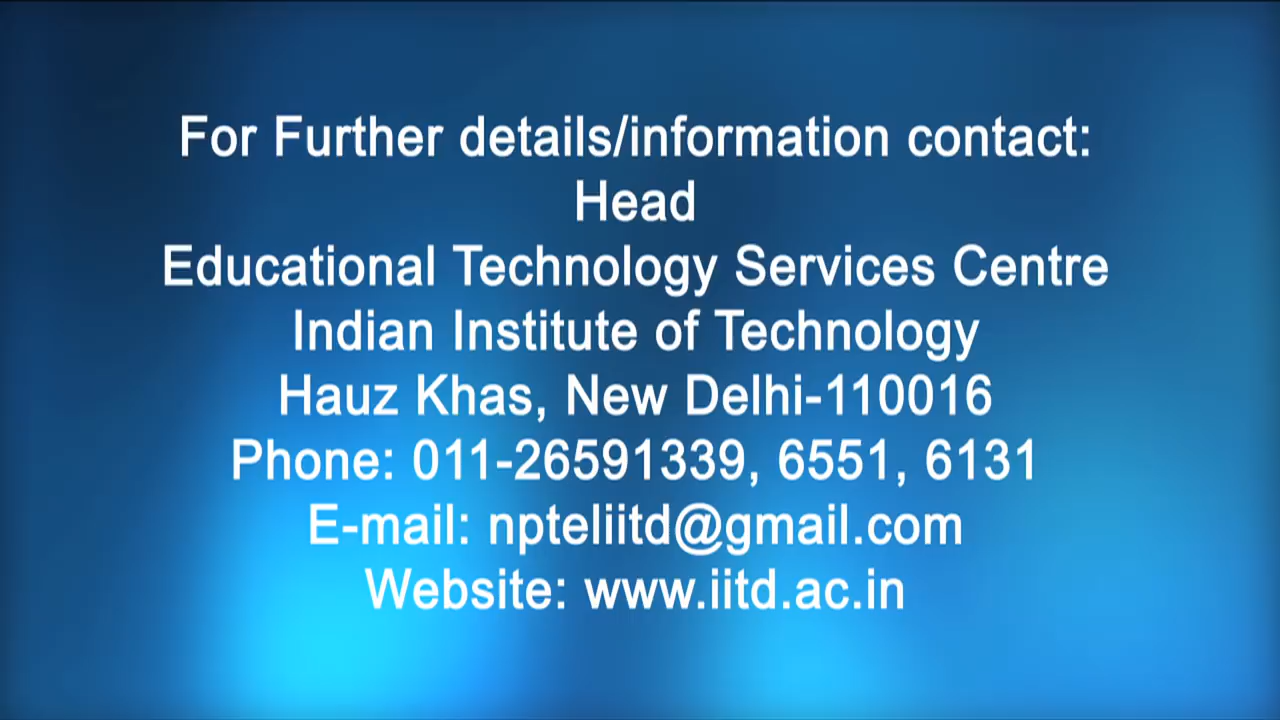 For Further details/information contact:
Head
Educational Technology Services Centre
Indian Institute of Technology
Hauz Khas, New Delhi-110016
Phone: 011-26591339, 6551, 6131
E-mail: npteliitd@gmail.com
Website: www.iitd.ac.in